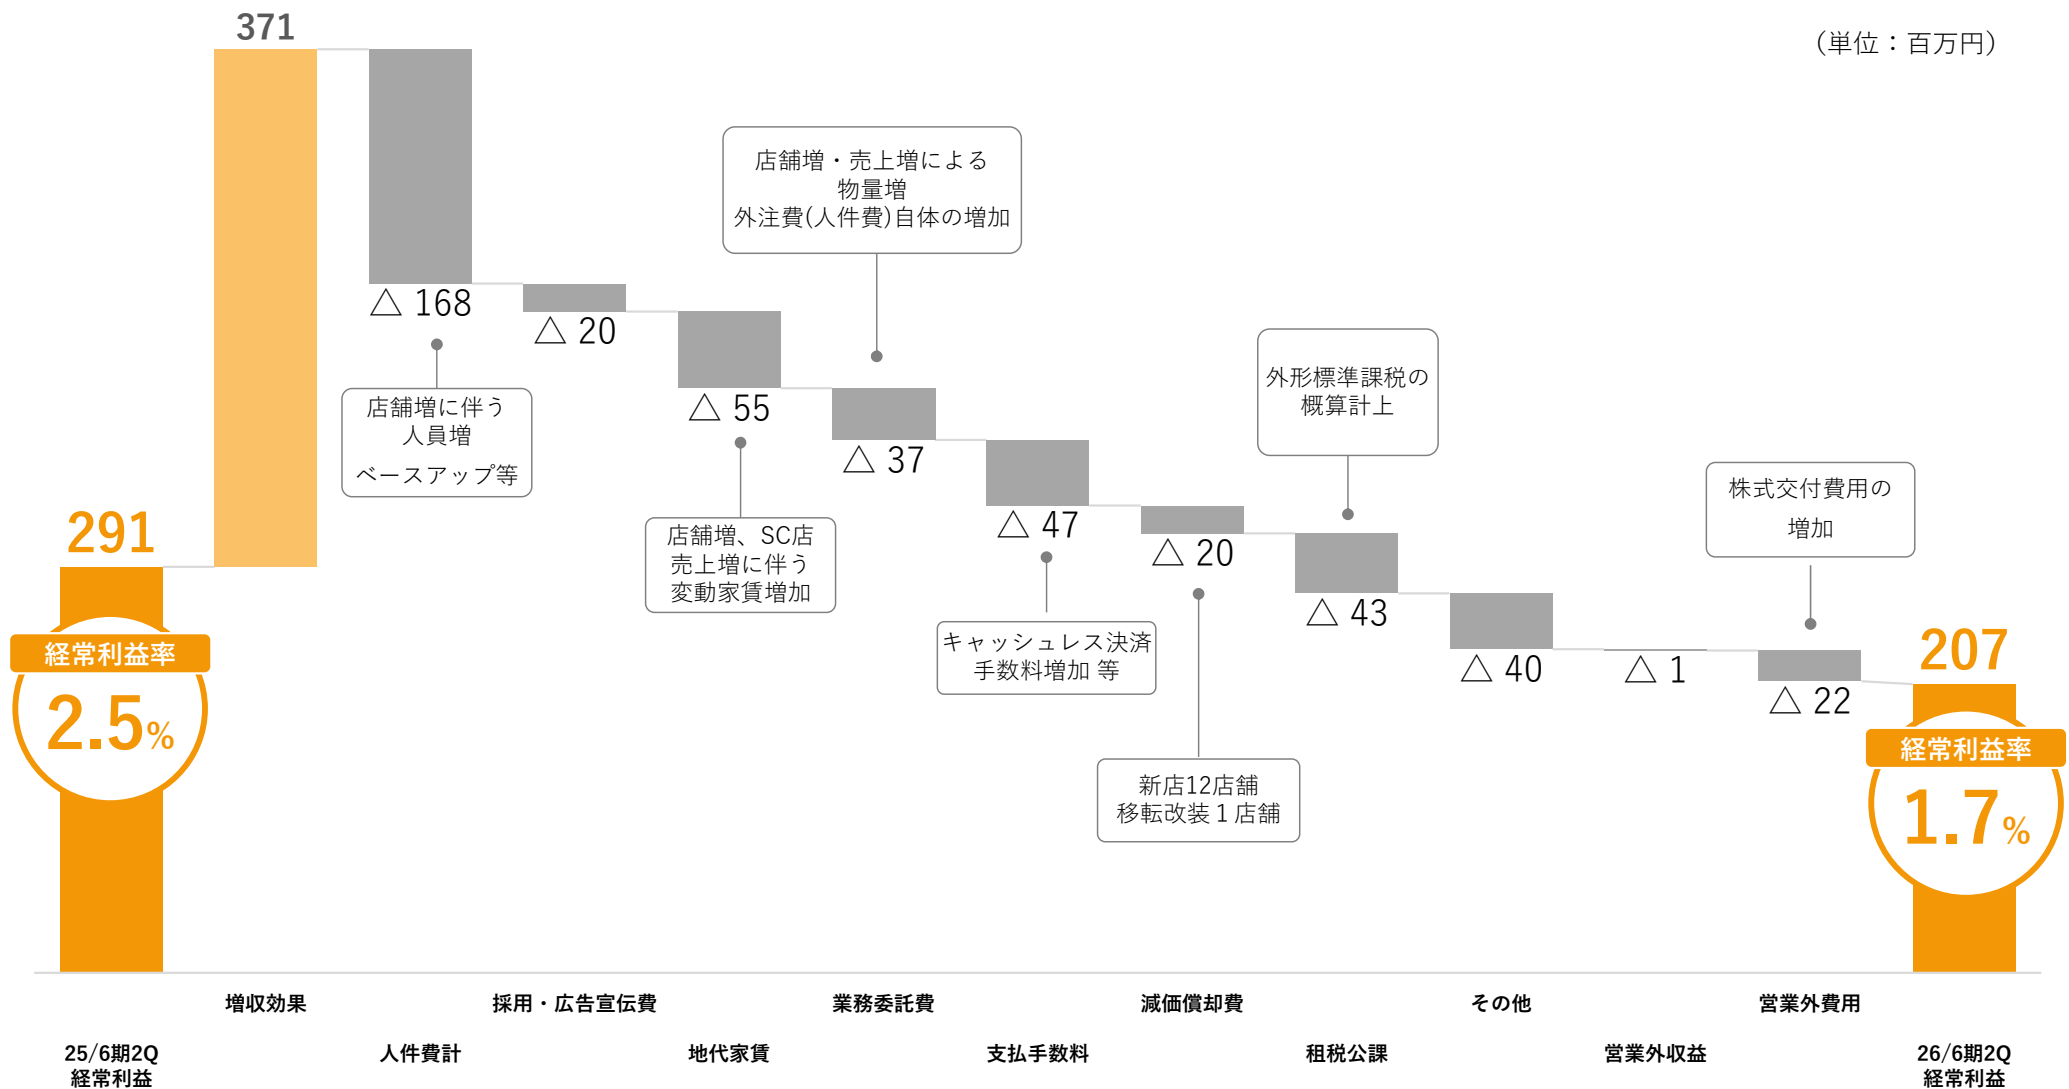 (単位：百万円)
371
△ 168
店舗増に伴う
人員増
ベースアップ等
△ 20
△ 55
店舗増、SC店
売上増に伴う
変動家賃増加
店舗増・売上増による
物量増
外注費(人件費)自体の増加
△ 37
△ 47
キャッシュレス決済
手数料増加 等
△ 20
新店12店舗
移転改装１店舗
外形標準課税の
概算計上
△ 43
△ 40
△ 1
株式交付費用の
増加
△ 22
291
経常利益率
2.5%
207
経常利益率
1.7%
25/6期2Q
経常利益
増収効果
人件費計
採用・広告宣伝費
地代家賃
業務委託費
支払手数料
減価償却費
租税公課
その他
営業外収益
営業外費用
26/6期2Q
経常利益